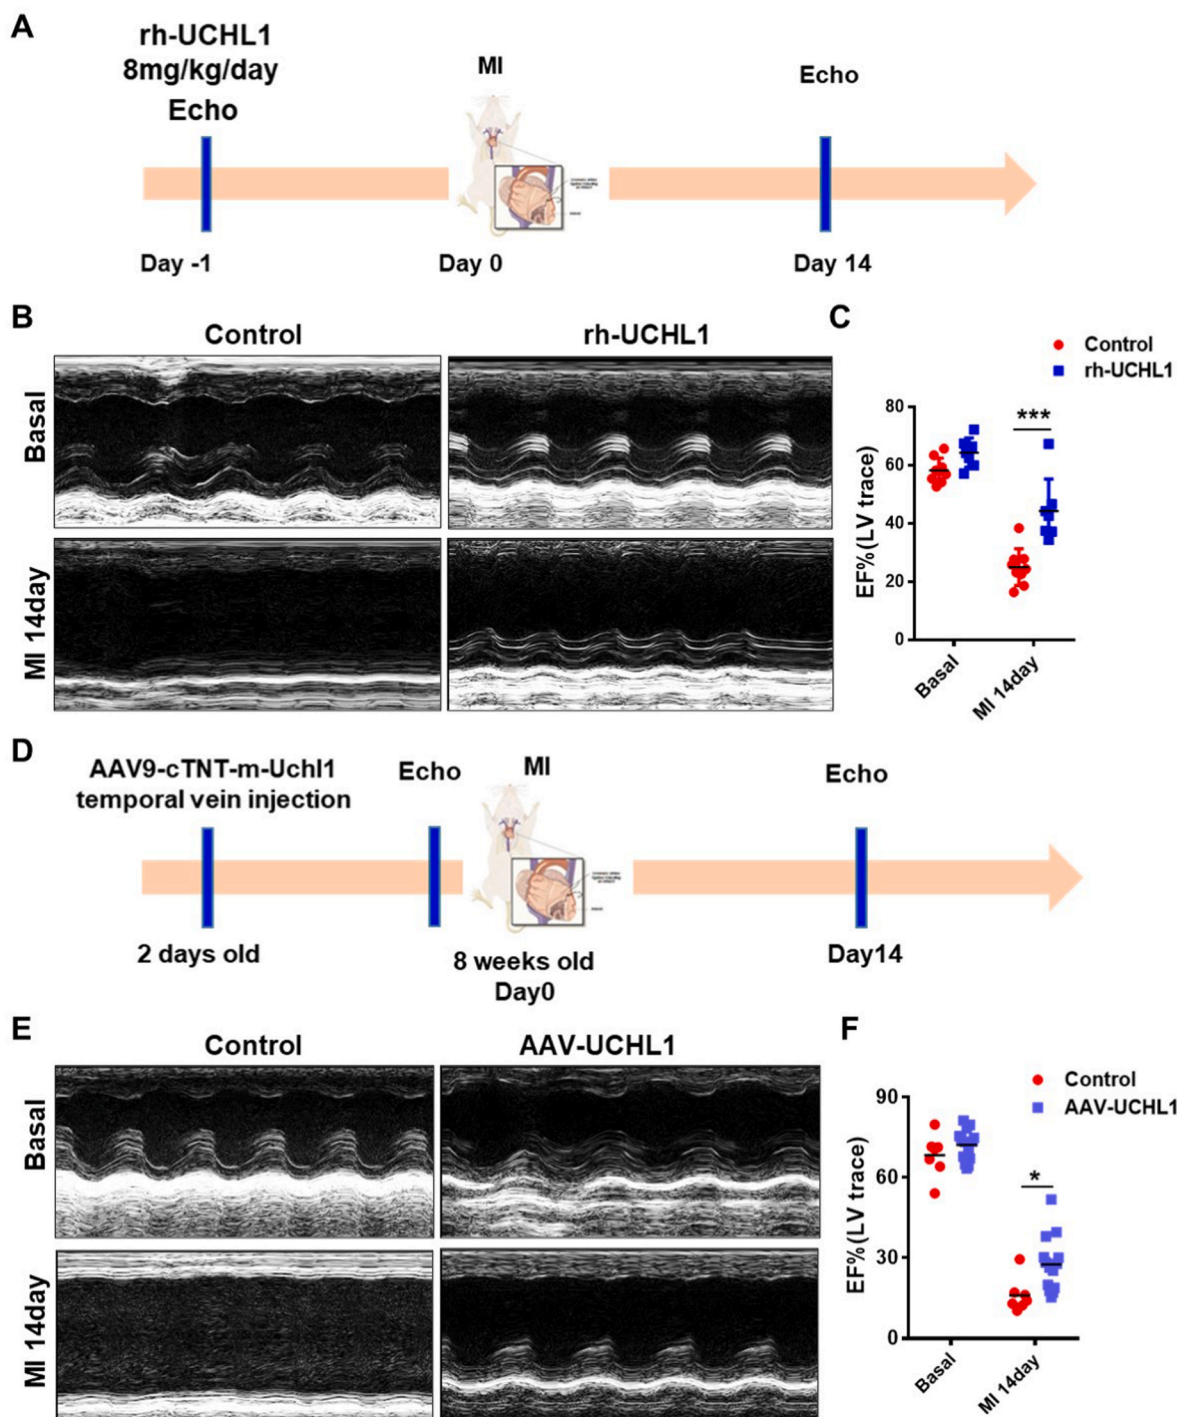 A
rh-UCHL1
8mg/kg/day
Echo
MI
Echo
Day -1
Day 0
Day 14
B
Control
rh-UCHL1
Basal
MI 14day
C
Control
rh-UCHL1
EF%(LV trace)
80
60
40
20
0
***
Basal
MI 14day
D
AAV9-cTNT-m-Uchl1
temporal vein injection
Echo
MI
Echo
2 days old
8 weeks old
Day0
Day14
E
Control
AAV-UCHL1
Basal
MI 14day
F
Control
AAV-UCHL1
EF%(LV trace)
90
60
30
0
*
Basal
MI 14day